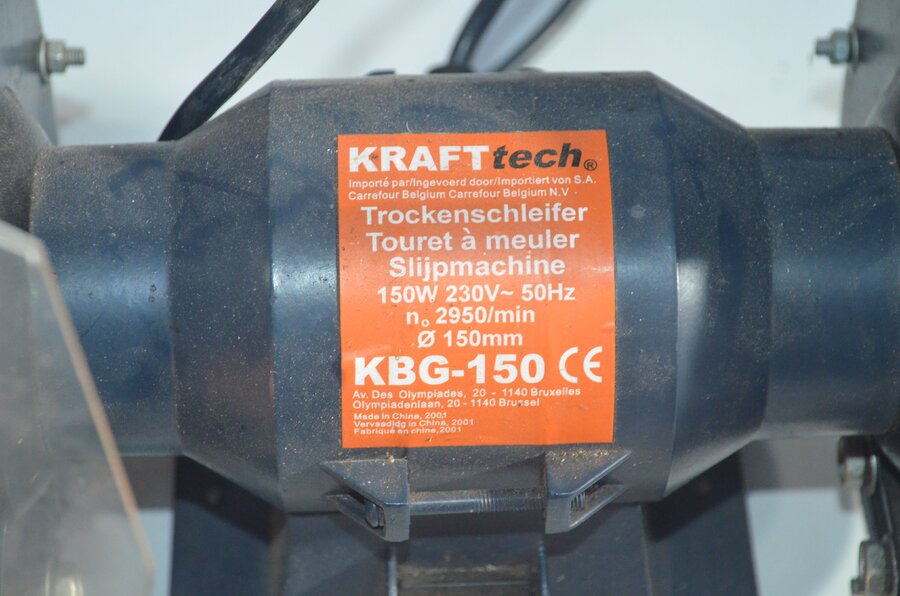 KRAFTtech®
Importé par/Ingevoerd door/Importiert von S.A.
Carrefour Belgium Carrefour Belgium N.V.
Trockenschleifer
Touret à meuler
Slijpmachine
150W 230V~ 50Hz
n₀ 2950/min
Ø 150mm
KBG-150 CE
Av. Des Olympiades, 20 - 1140 Bruxelles
Olympiadenlaan, 20 - 1140 Brussel
Made in China, 2001
Vervaardidg in China, 2001
Fabriqué en chine,2001